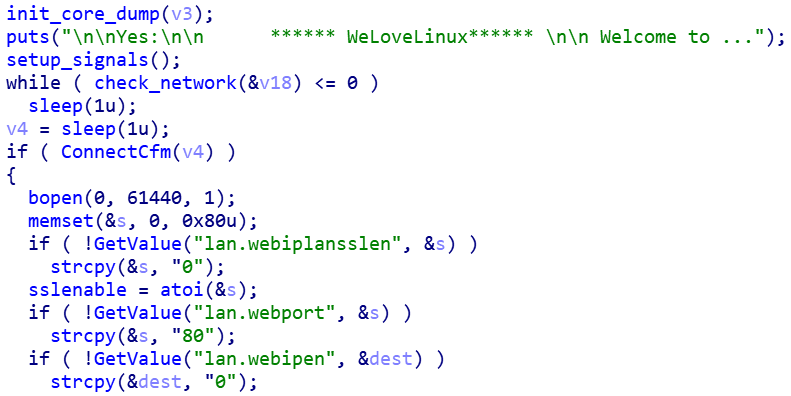 init_core_dump(v3);
puts("\n\nYes:\n\n      ****** WeLoveLinux****** \n\n Welcome to ...");
setup_signals();
while ( check_network(&v18) <= 0 )
  sleep(1u);
v4 = sleep(1u);
if ( ConnectCfm(v4) )
{
  bopen(0, 61440, 1);
  memset(&s, 0, 0x80u);
  if ( !GetValue("lan.webiplansslen", &s) )
    strcpy(&s, "0");
  sslenable = atoi(&s);
  if ( !GetValue("lan.webport", &s) )
    strcpy(&s, "80");
  if ( !GetValue("lan.webipen", &dest) )
    strcpy(&dest, "0");